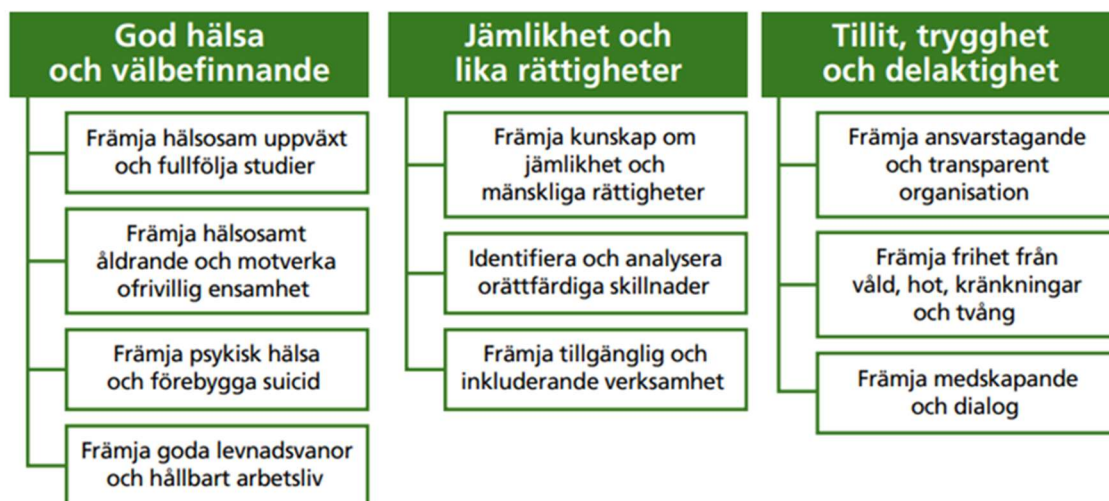 God hälsa
och välbefinnande
Främja hälsosam uppväxt
och fullfölja studier
Främja hälsosamt
åldrande och motverka
ofrivillig ensamhet
Främja psykisk hälsa
och förebygga suicid
Främja goda levnadsvanor
och hållbart arbetsliv
Jämlikhet och
lika rättigheter
Främja kunskap om
jämlikhet och
mänskliga rättigheter
Identifiera och analysera
orättfärdiga skillnader
Främja tillgänglig och
inkluderande verksamhet
Tillit, trygghet
och delaktighet
Främja ansvarstagande
och transparent
organisation
Främja frihet från
våld, hot, kränkningar
och tvång
Främja medskapande
och dialog